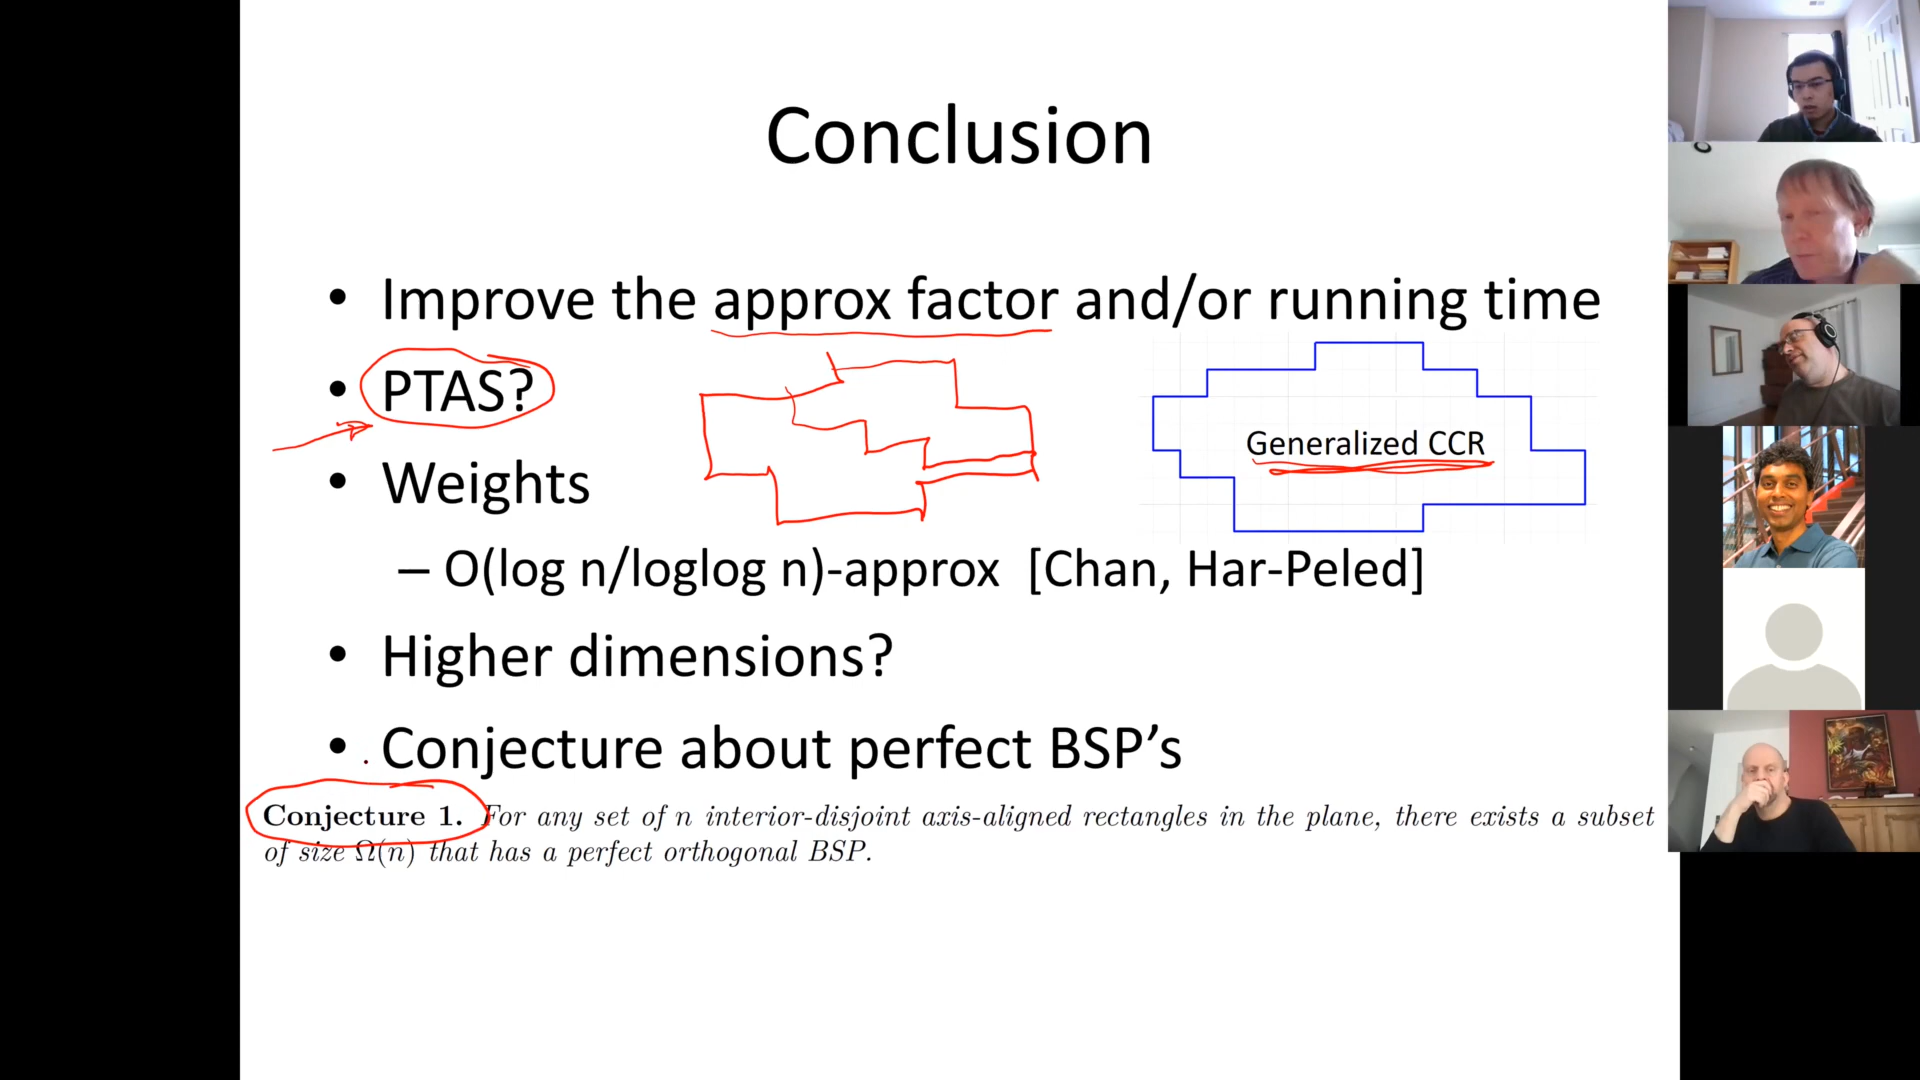 Conclusion
• Improve the approx factor and/or running time
• PTAS?
Generalized CCR
• Weights
– O(log n/loglog n)-approx [Chan, Har-Peled]
• Higher dimensions?
• Conjecture about perfect BSP’s
Conjecture 1. For any set of n interior-disjoint axis-aligned rectangles in the plane, there exists a subset
of size Ω(n) that has a perfect orthogonal BSP.